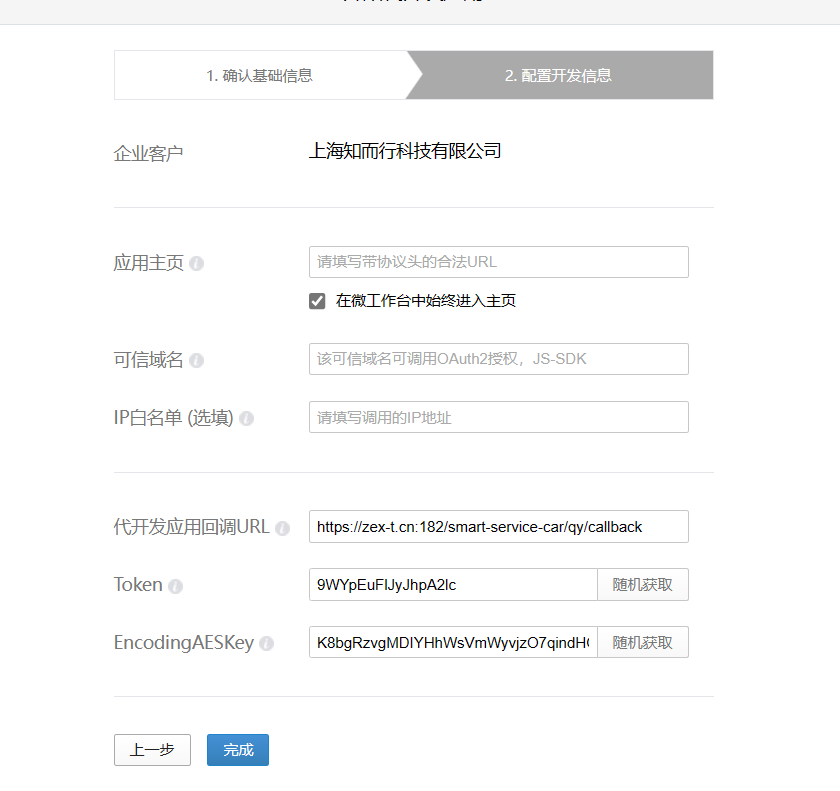 1. 确认基础信息
2. 配置开发信息
企业客户
上海知而行科技有限公司
应用主页
请填写带协议头的合法URL
在微工作台中始终进入主页
可信域名
该可信域名可调用OAuth2授权，JS-SDK
IP白名单 (选填)
请填写调用的IP地址
代开发应用回调URL
https://zex-t.cn:182/smart-service-car/qy/callback
Token
9WYpEuFlJyJhpA2lc
随机获取
EncodingAESKey
K8bgRzvgMDIYHhWsVmWyvjzO7qindH
随机获取
上一步
完成